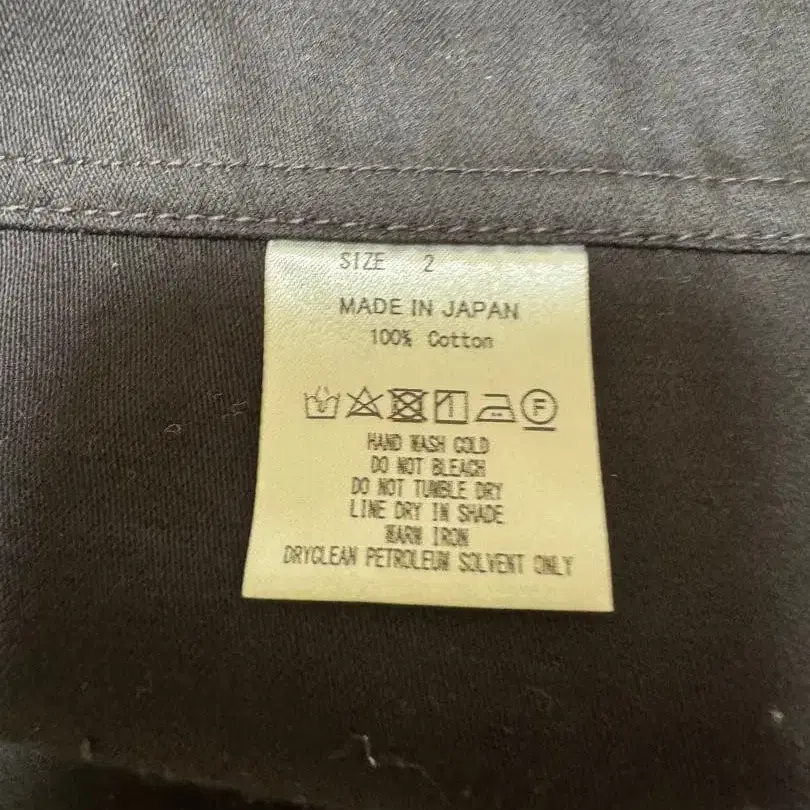 SIZE 2
MADE IN JAPAN
100% Cotton
F
HAND WASH COLD
DO NOT BLEACH
DO NOT TUMBLE DRY
LINE DRY IN SHADE
WARM IRON
DRYCLEAN PETROLEUM SOLVENT ONLY